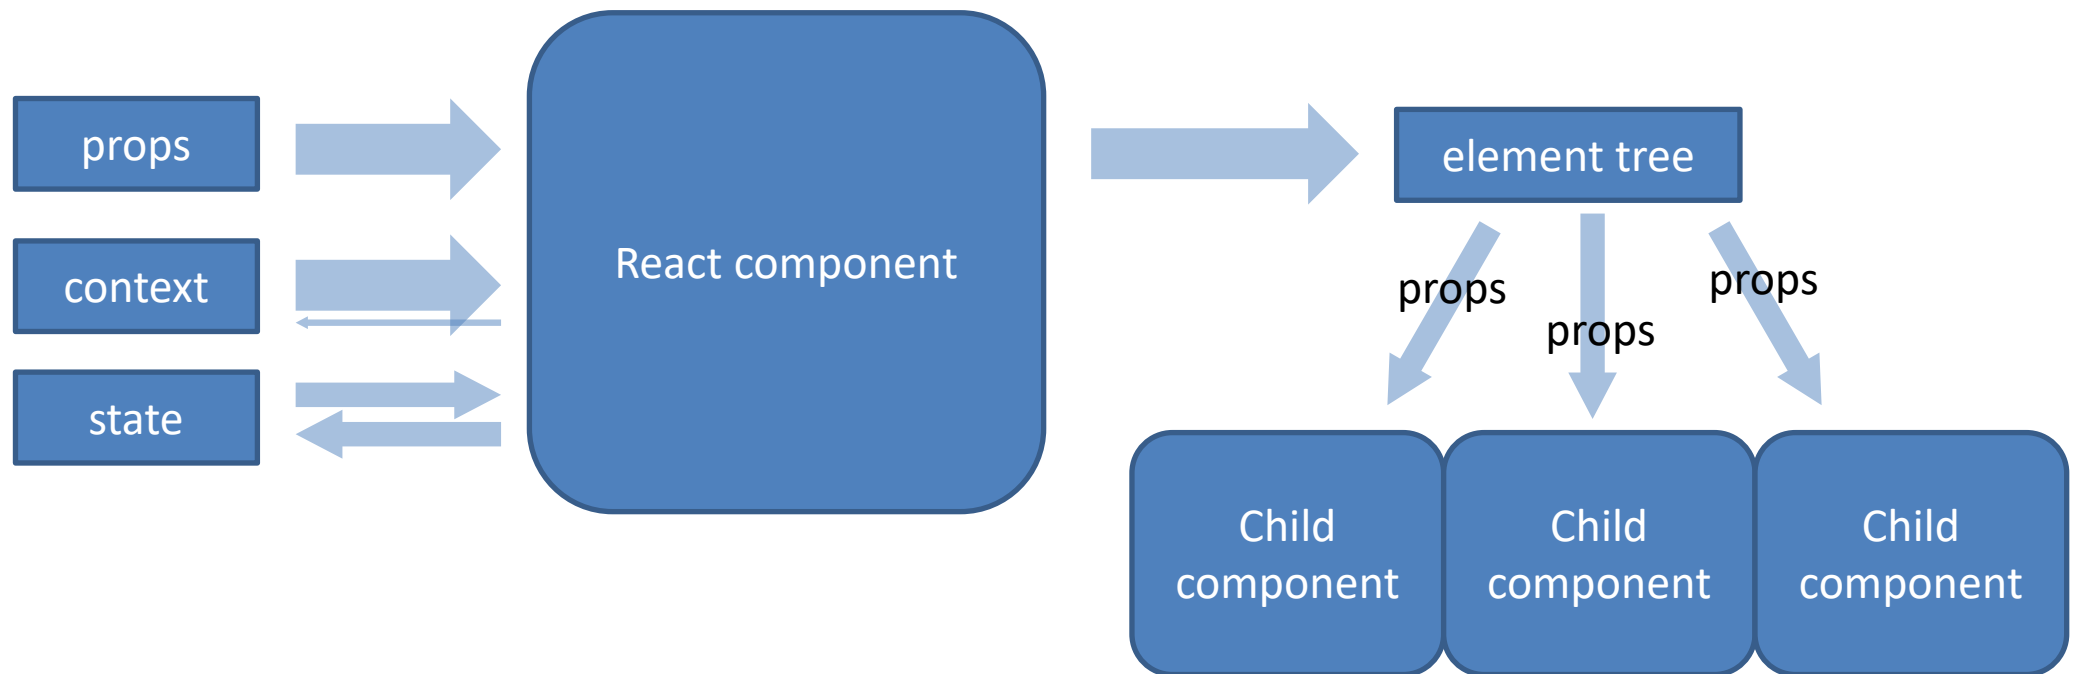 props
context
state
React component
element tree
props
props
props
Child
component
Child
component
Child
component